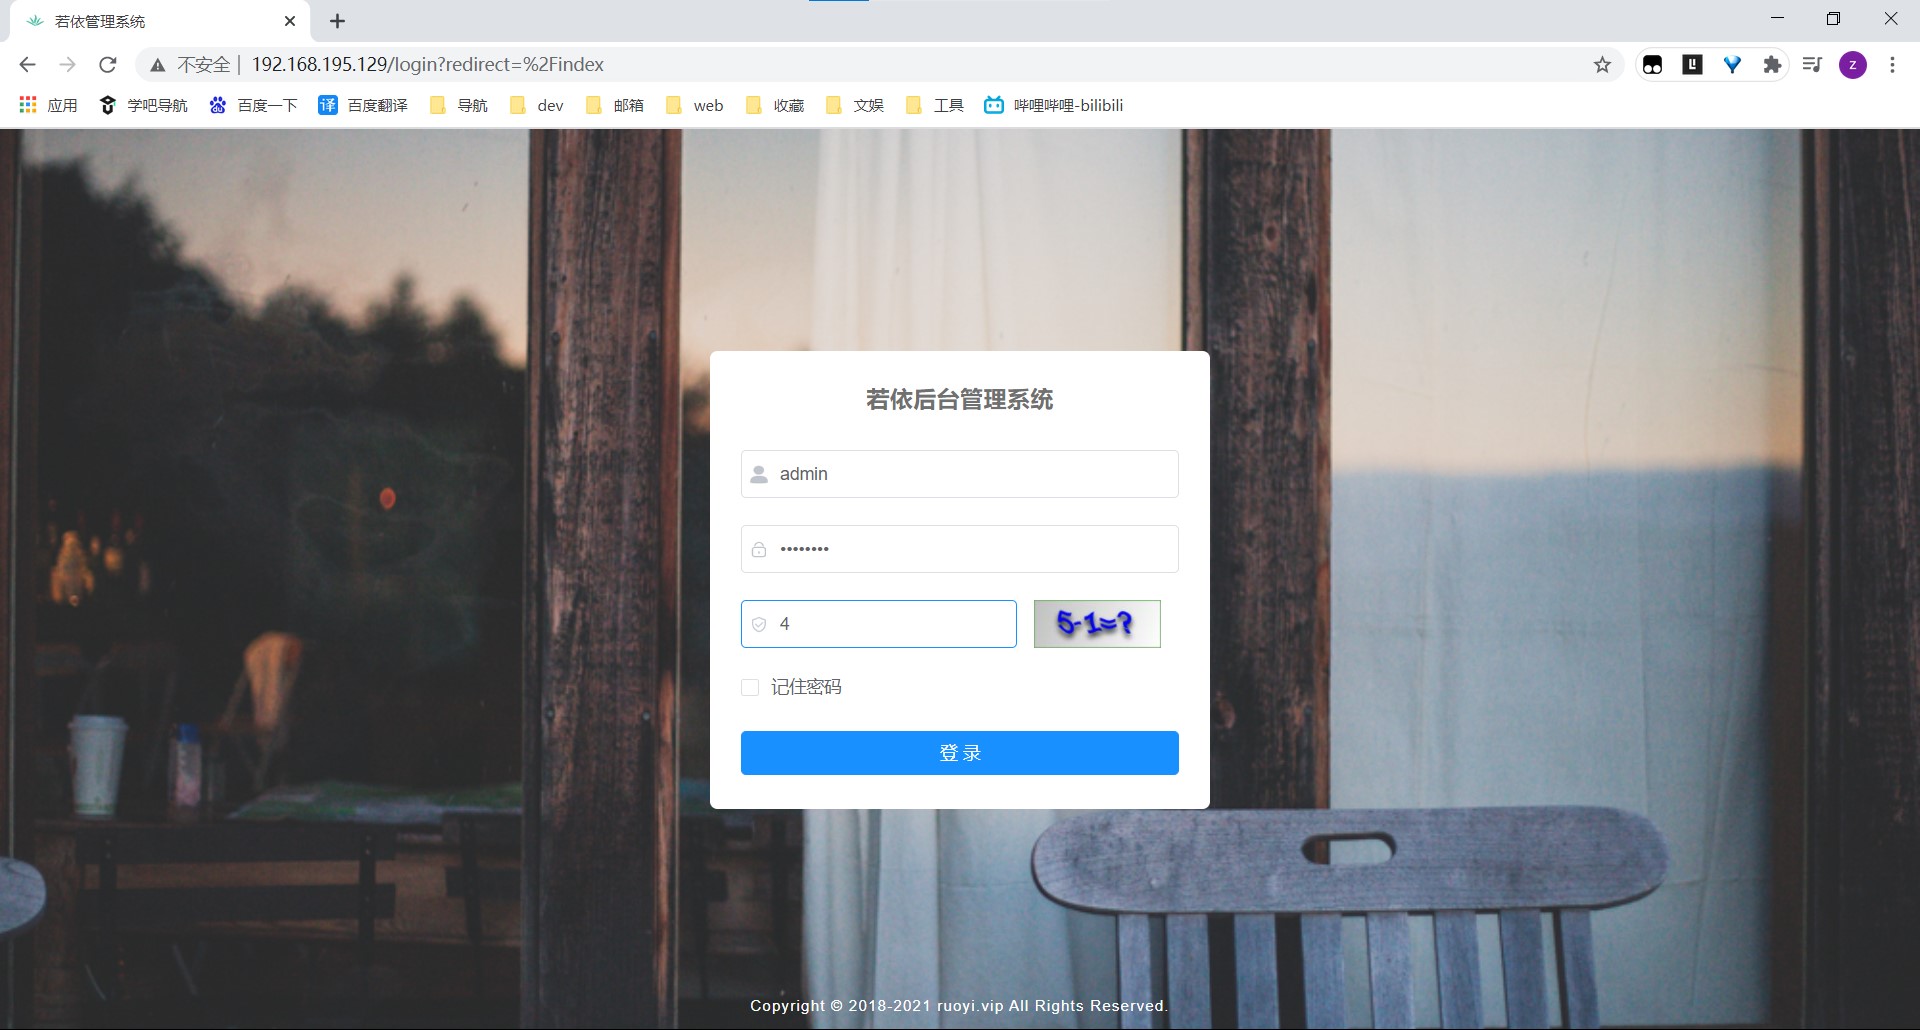 若依管理系统
不安全 | 192.168.195.129/login?redirect=%2Findex
z
应用 学吧导航 du 百度一下 译 百度翻译 导航 dev 邮箱 web 收藏 文娱 工具 哔哩哔哩-bilibili
若依后台管理系统
admin
••••••••
4 5-1=?
记住密码
登录
Copyright © 2018-2021 ruoyi.vip All Rights Reserved.